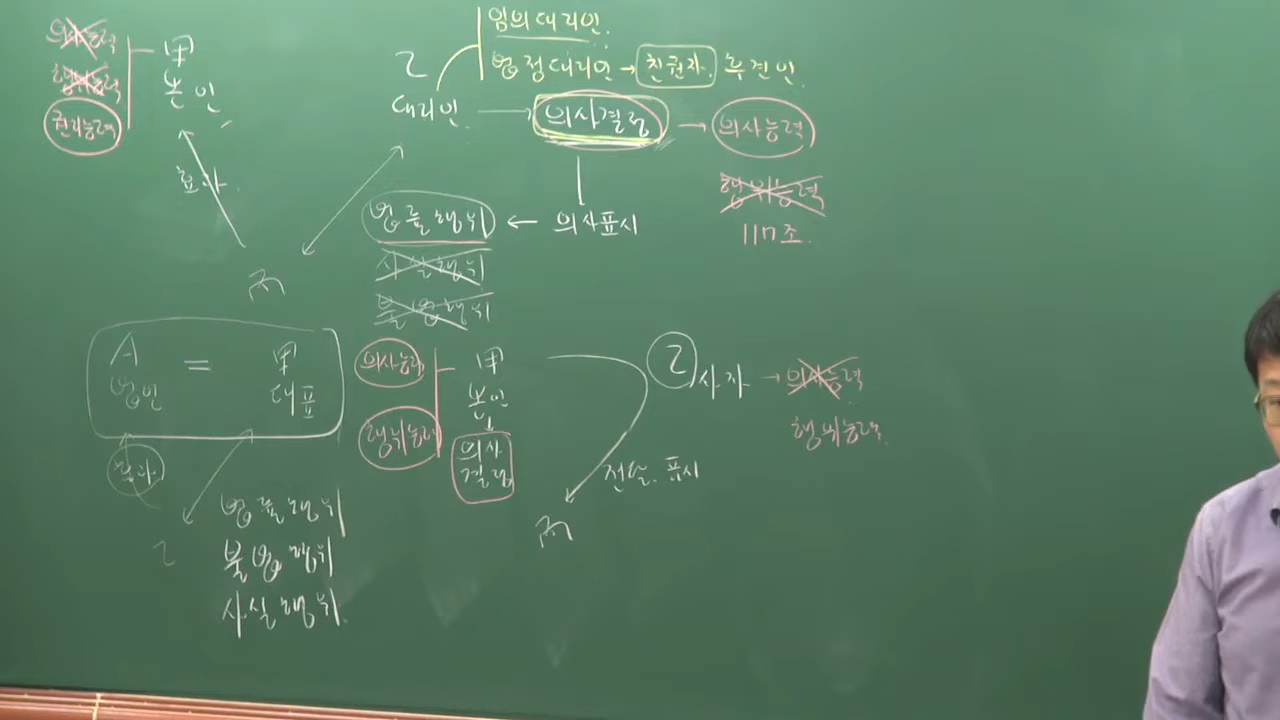 임의대리인
법정대리인 → 친권자. 후견인
의사능력
행위능력
권리능력
甲
본인
乙
대리인
의사결정
의사능력
행위능력
117조
효과
법률행위 ← 의사표시
사실행위
불법행위
丙
A = 甲
법인 대표
효과
乙
법률행위
불법행위
사실행위
의사능력
행위능력
甲
본인
의사
결정
乙 사자 → 의사능력
행위능력
전달. 표시
丙